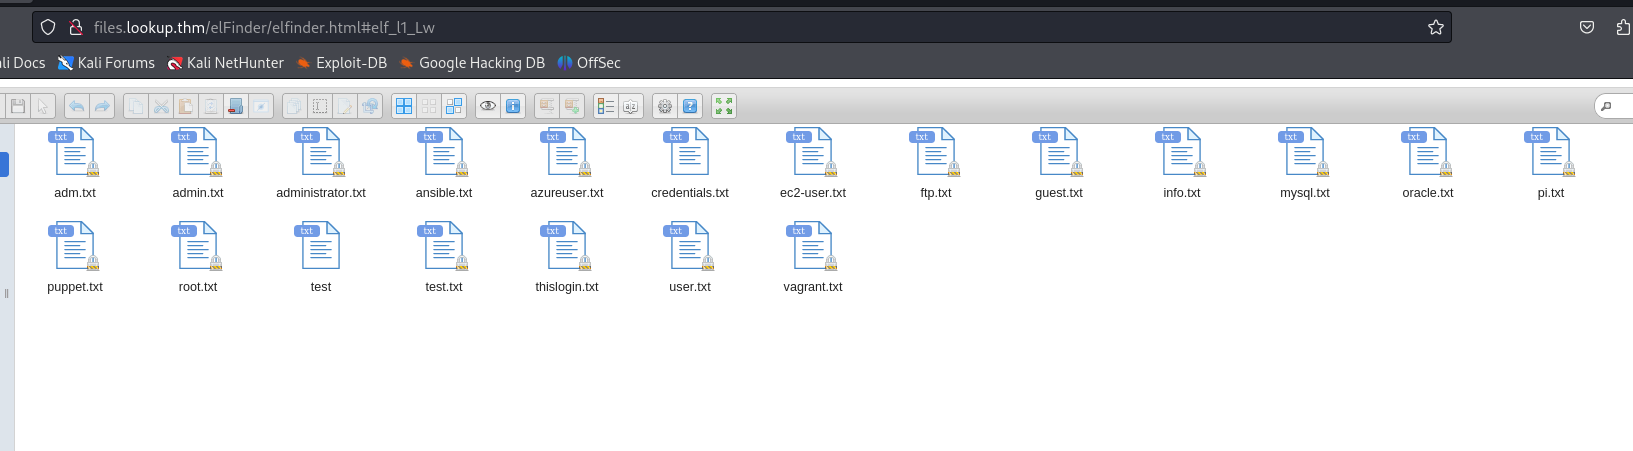 files.lookup.thm/elFinder/elfinder.html#elf_l1_Lw
ali Docs Kali Forums Kali NetHunter Exploit-DB Google Hacking DB OffSec
txt txt txt txt txt txt txt txt txt txt txt txt txt
adm.txt admin.txt administrator.txt ansible.txt azureuser.txt credentials.txt ec2-user.txt ftp.txt guest.txt info.txt mysql.txt oracle.txt pi.txt
txt txt txt txt txt txt txt
puppet.txt root.txt test test.txt thislogin.txt user.txt vagrant.txt